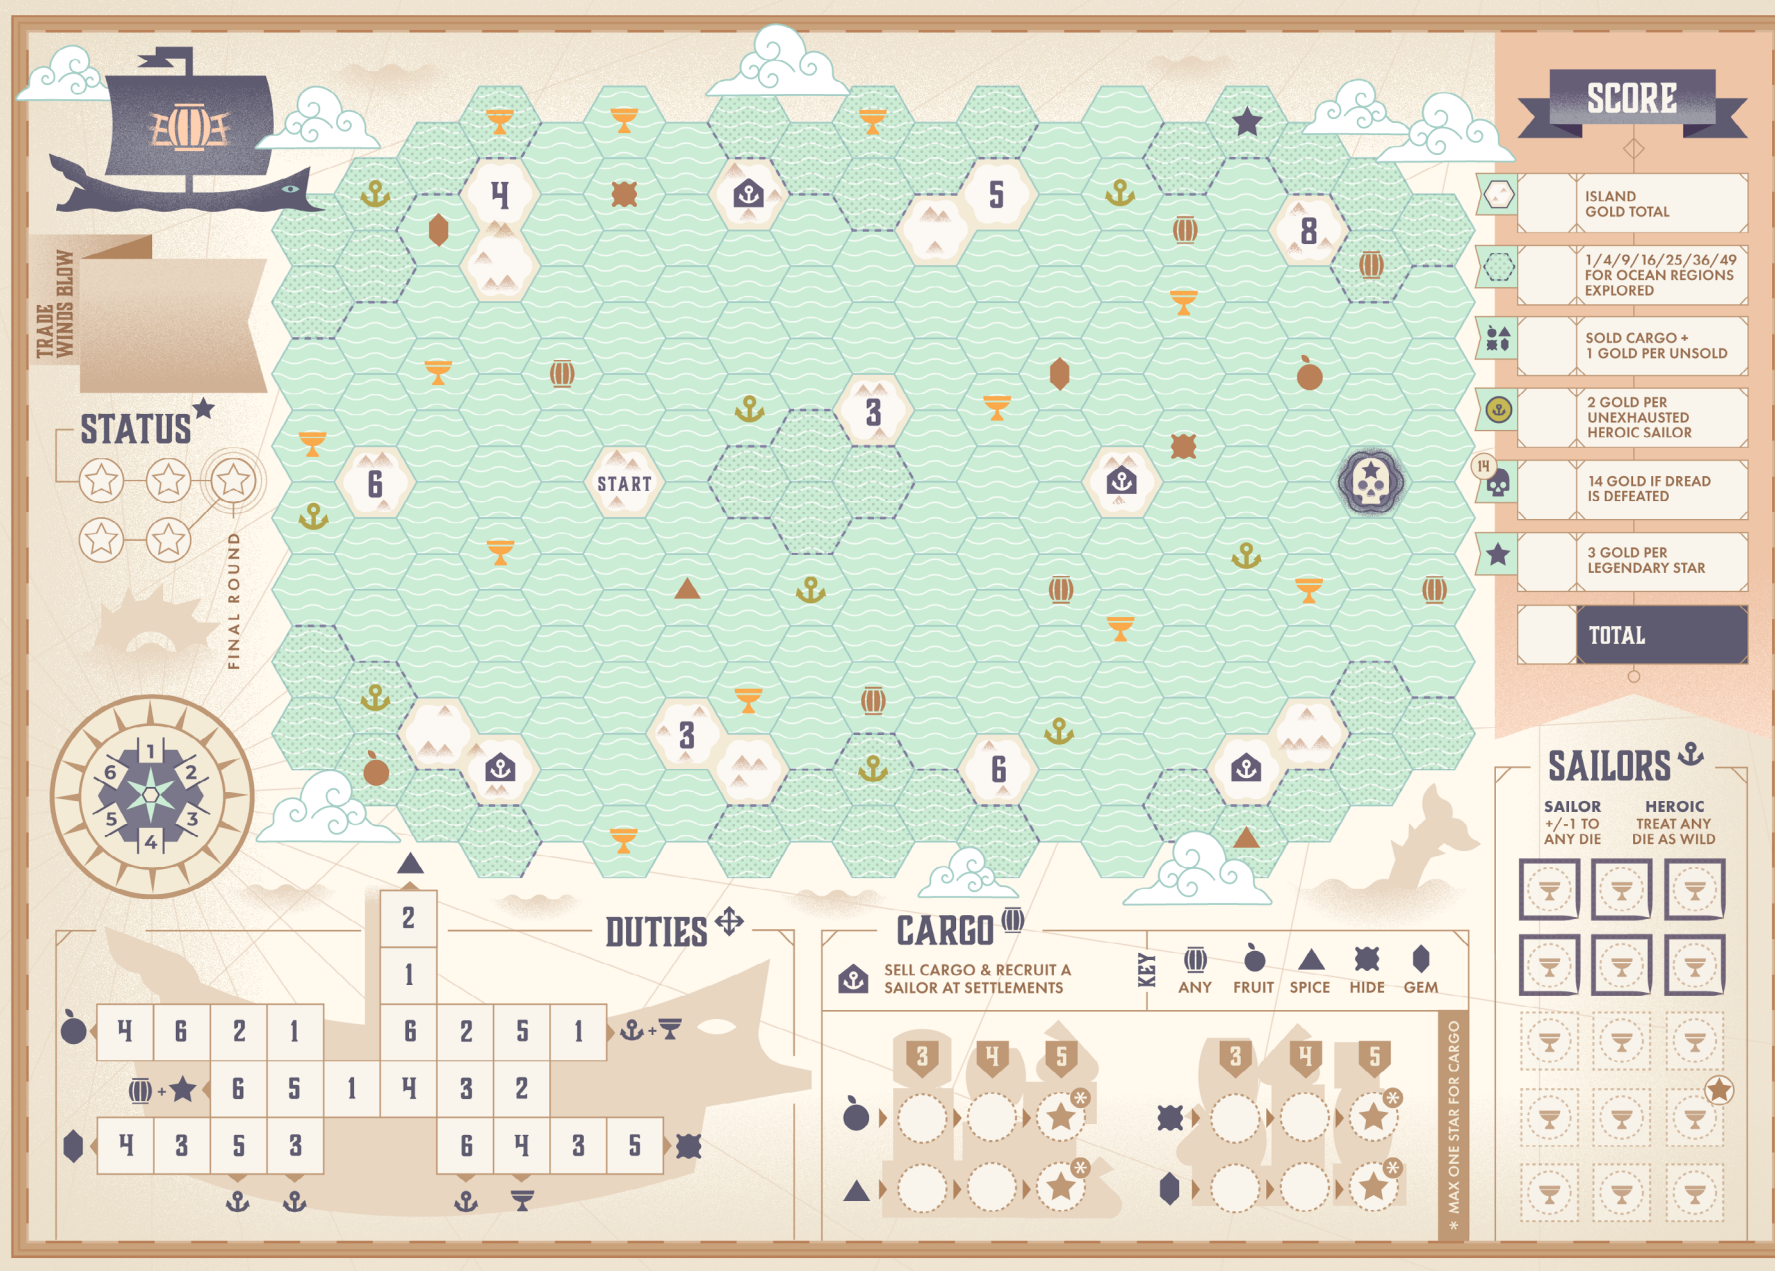 SCORE
4
5
8
ISLAND
GOLD TOTAL
1/4/9/16/25/36/49
FOR OCEAN REGIONS
EXPLORED
TRADE
WINDS BLOW
SOLD CARGO +
1 GOLD PER UNSOLD
3
STATUS
2 GOLD PER
UNEXHAUSTED
HEROIC SAILOR
6
START
14
14 GOLD IF DREAD
IS DEFEATED
FINAL ROUND
3 GOLD PER
LEGENDARY STAR
TOTAL
3
6
1
6 2
5 3
4
SAILORS
SAILOR
+/-1 TO
ANY DIE
HEROIC
TREAT ANY
DIE AS WILD
DUTIES
2
1
4 6 2 1 6 2 5 1 +
+ 6 5 1 4 3 2
4 3 5 3 6 4 3 5
CARGO
SELL CARGO & RECRUIT A
SAILOR AT SETTLEMENTS
KEY
ANY FRUIT SPICE HIDE GEM
3 4 5 3 4 5
*
*
*
*
* MAX ONE STAR FOR CARGO